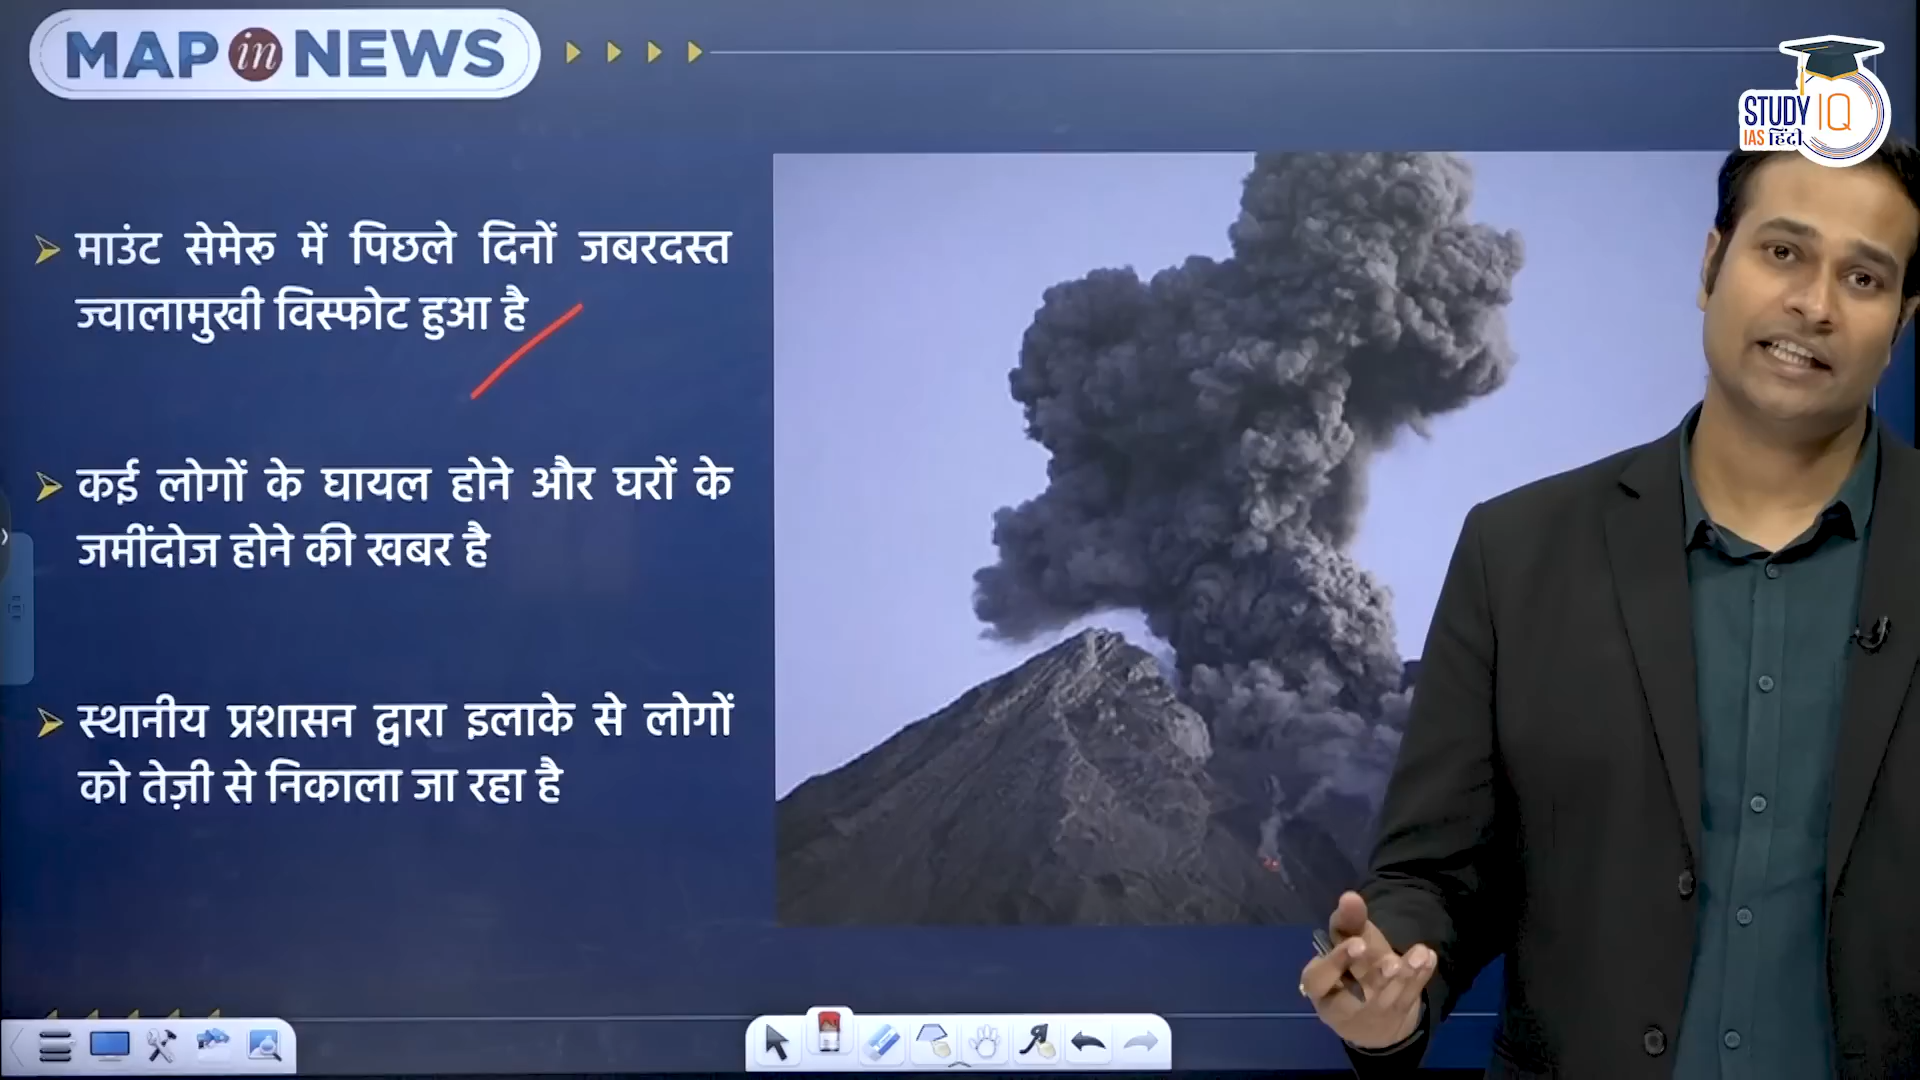 MAP in NEWS
STUDY IQ
IAS हिंदी
माउंट सेमेरू में पिछले दिनों जबरदस्त
ज्वालामुखी विस्फोट हुआ है
कई लोगों के घायल होने और घरों के
जमींदोज होने की खबर है
स्थानीय प्रशासन द्वारा इलाके से लोगों
को तेज़ी से निकाला जा रहा है